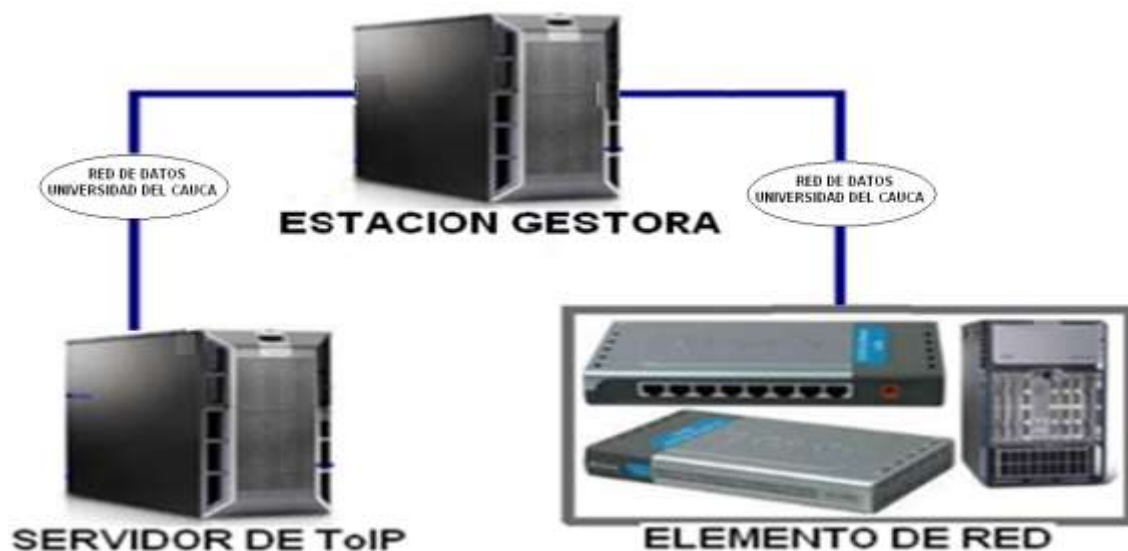 RED DE DATOS
UNIVERSIDAD DEL CAUCA
RED DE DATOS
UNIVERSIDAD DEL CAUCA
ESTACION GESTORA
SERVIDOR DE ToIP
ELEMENTO DE RED